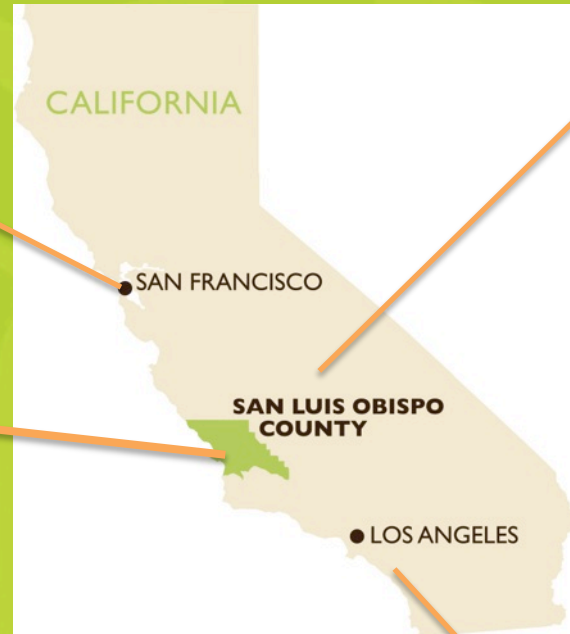 CALIFORNIA
SAN FRANCISCO
SAN LUIS OBISPO
COUNTY
LOS ANGELES